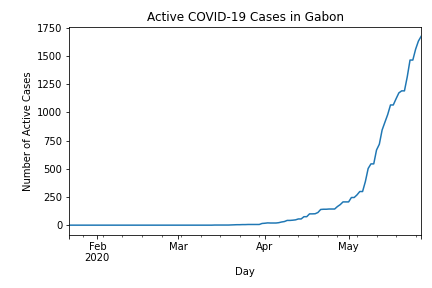 Active COVID-19 Cases in Gabon
Number of Active Cases
1750
1500
1250
1000
750
500
250
0
Feb
2020
Mar
Apr
May
Day